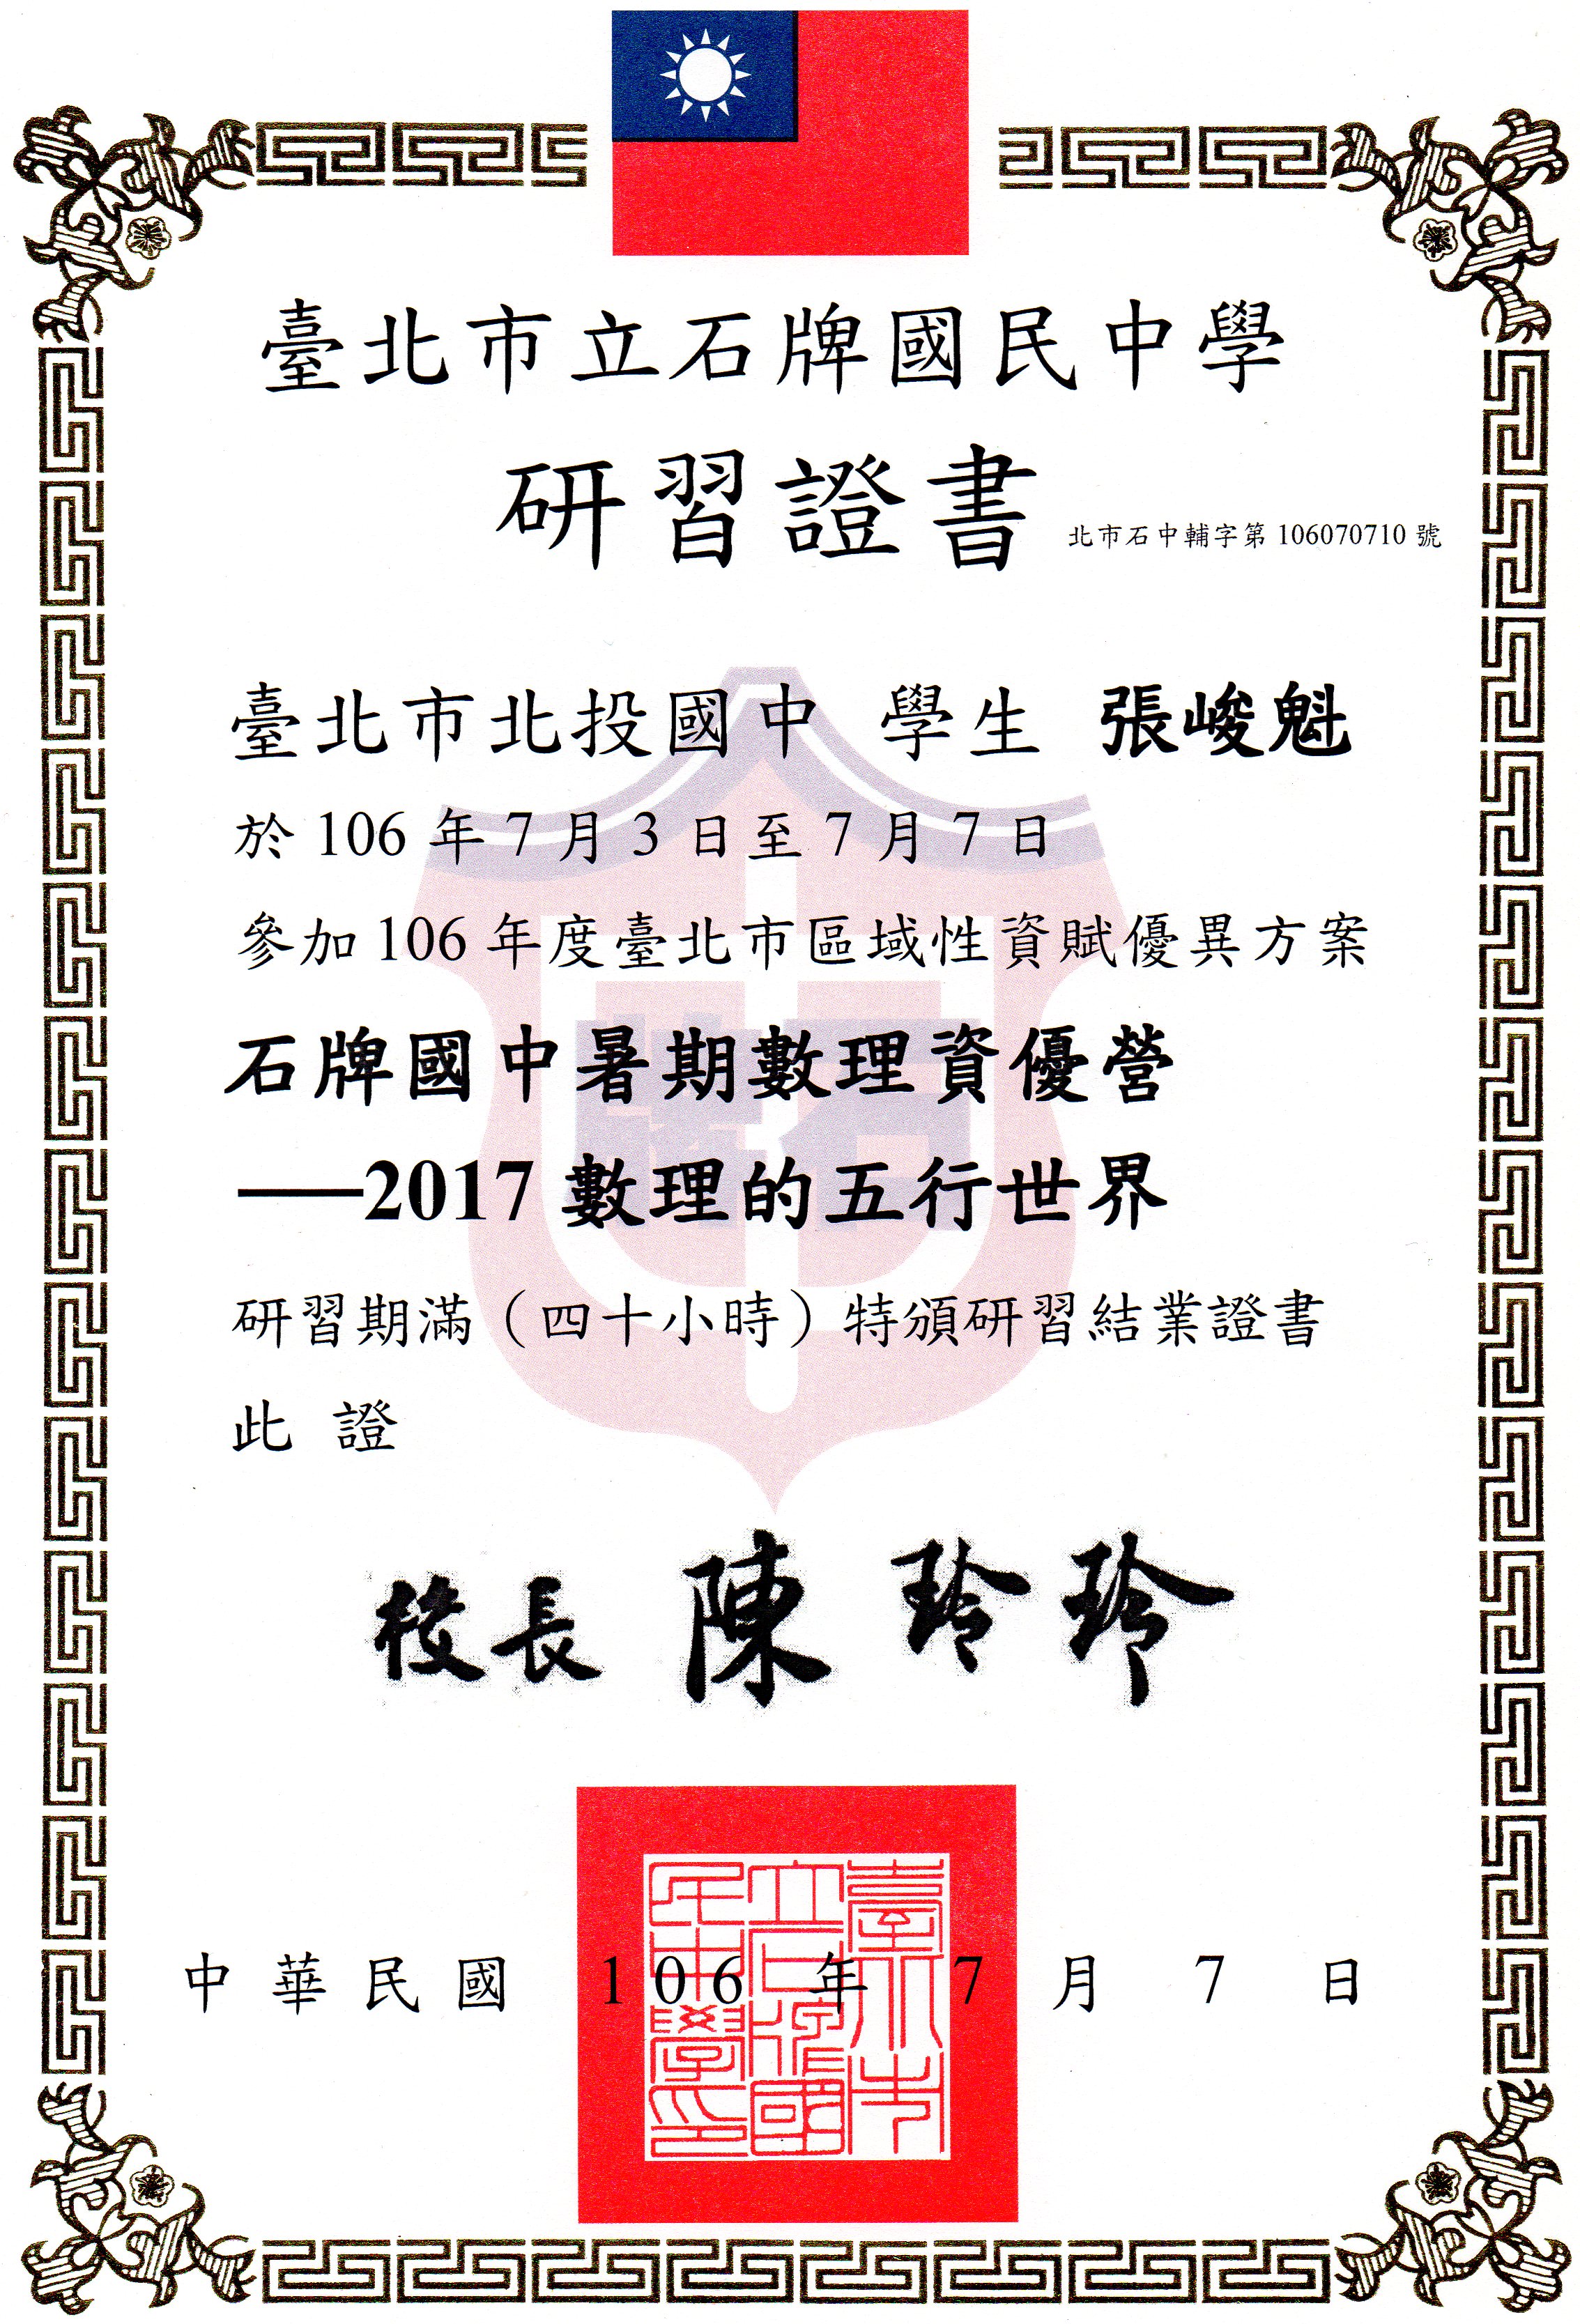 臺北市立石牌國民中學
研習證書 北市石中輔字第 106070710 號
臺北市北投國中 學生 張峻魁
於 106 年 7 月 3 日至 7 月 7 日
參加 106 年度臺北市區域性資賦優異方案
石牌國中暑期數理資優營
——2017 數理的五行世界
研習期滿（四十小時）特頒研習結業證書
此 證
校長 陳玲玲
臺北市立石牌國民中學印
中華民國 106 年 7 月 7 日